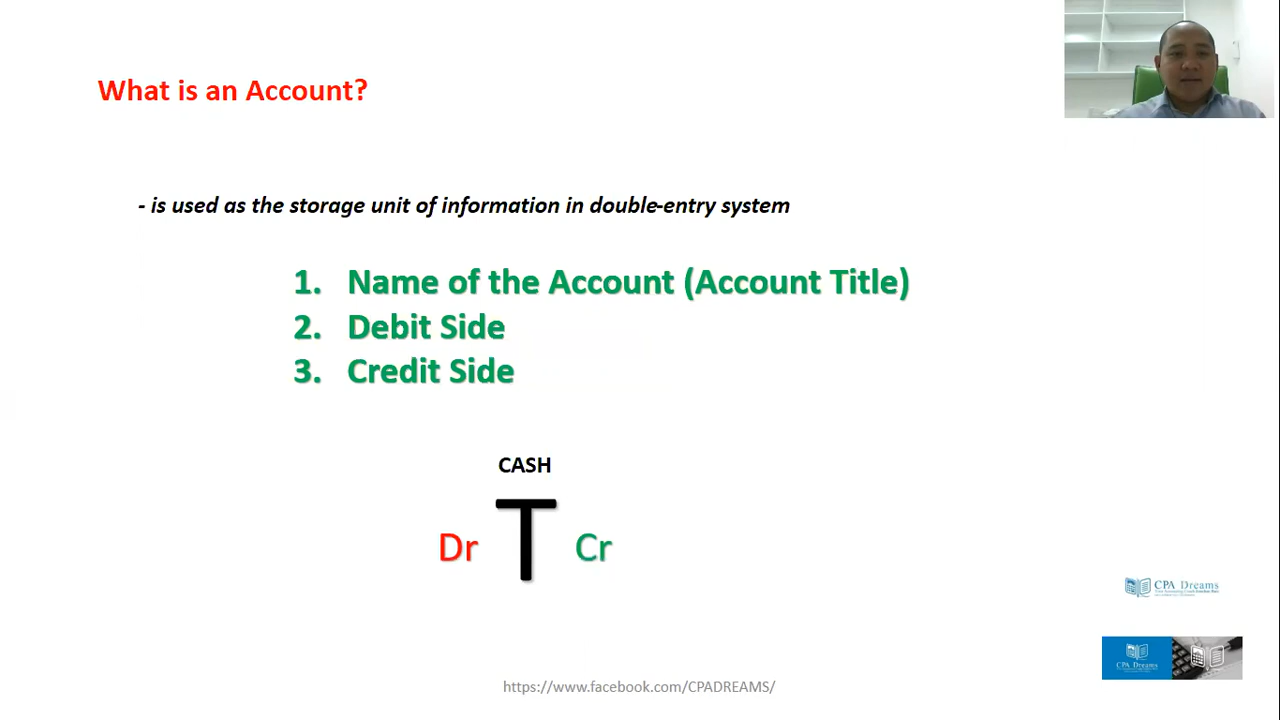 What is an Account?
- is used as the storage unit of information in double-entry system
1. Name of the Account (Account Title)
2. Debit Side
3. Credit Side
CASH
Dr T Cr
CPA Dreams
CPA Dreams
https://www.facebook.com/CPADREAMS/